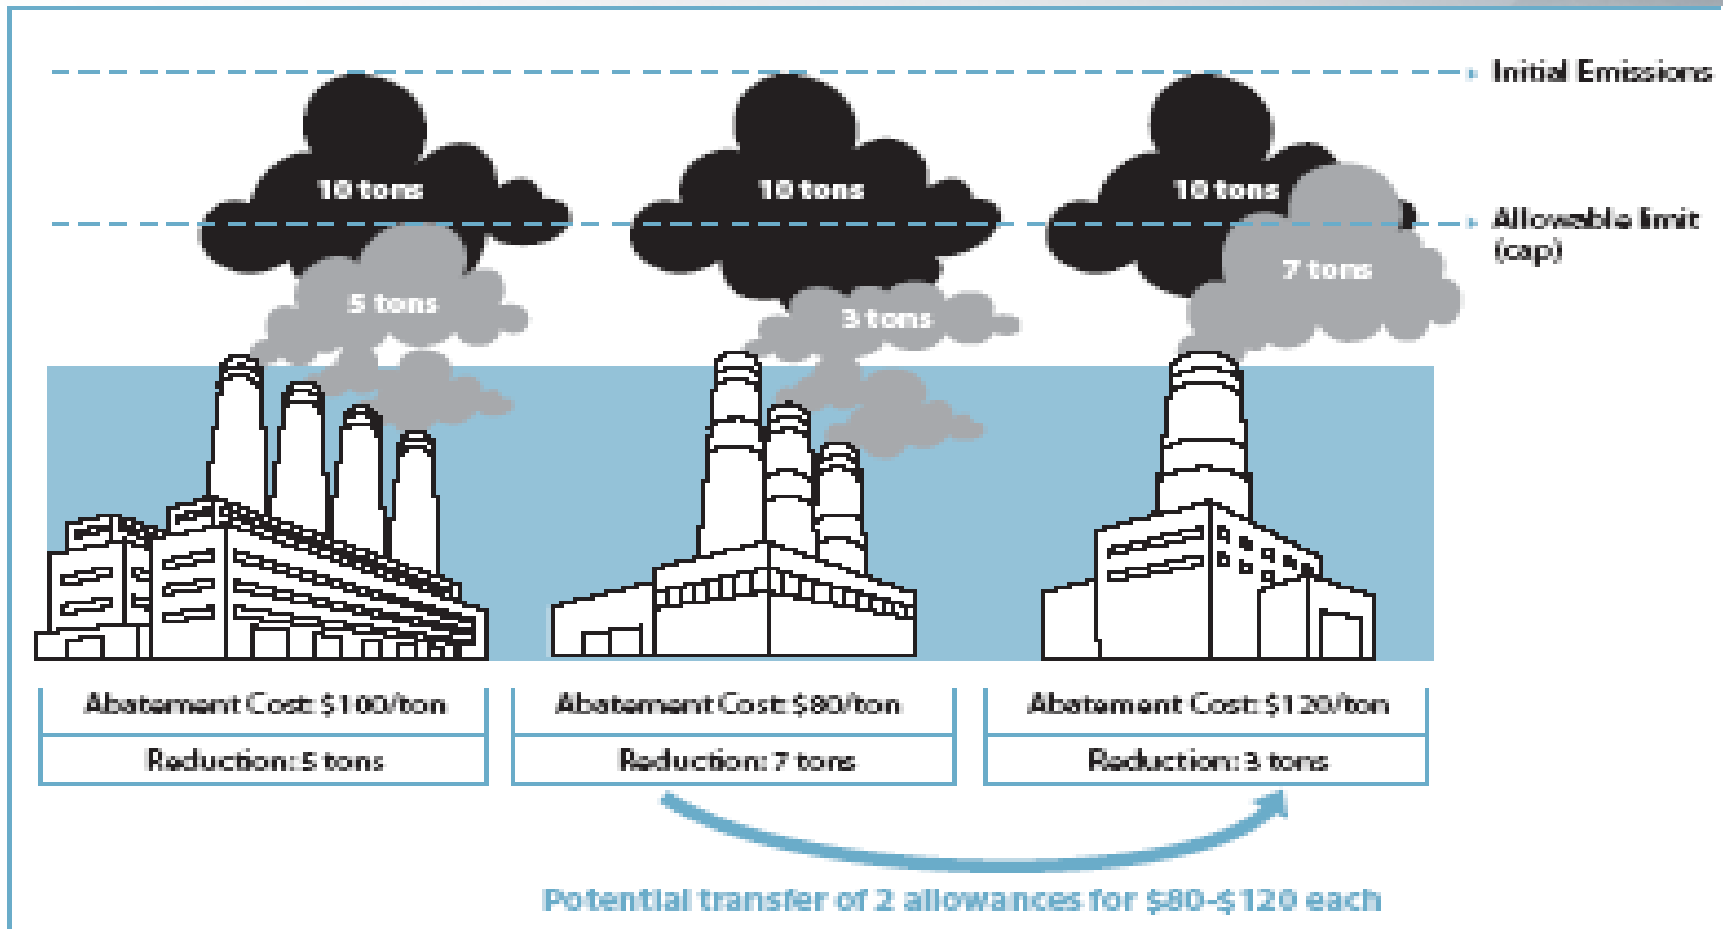 Initial Emissions
10 tons
10 tons
10 tons
Allowable limit
(cap)
7 tons
5 tons
3 tons
Abatement Cost: $100/ton
Abatement Cost: $80/ton
Abatement Cost: $120/ton
Reduction: 5 tons
Reduction: 7 tons
Reduction: 3 tons
Potential transfer of 2 allowances for $80-$120 each